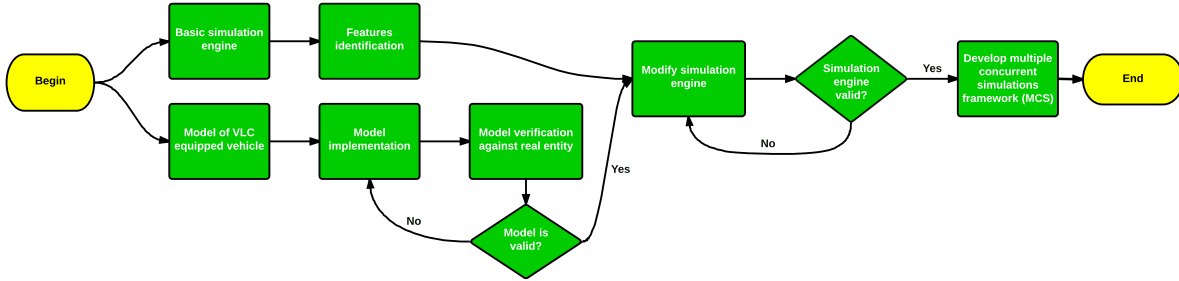 Begin
Basic simulation
engine
Features
identification
Model of VLC
equipped vehicle
Model
implementation
Model verification
against real entity
Model is
valid?
No
Yes
Modify simulation
engine
Simulation
engine
valid?
No
Yes
Develop multiple
concurrent
simulations
framework (MCS)
End